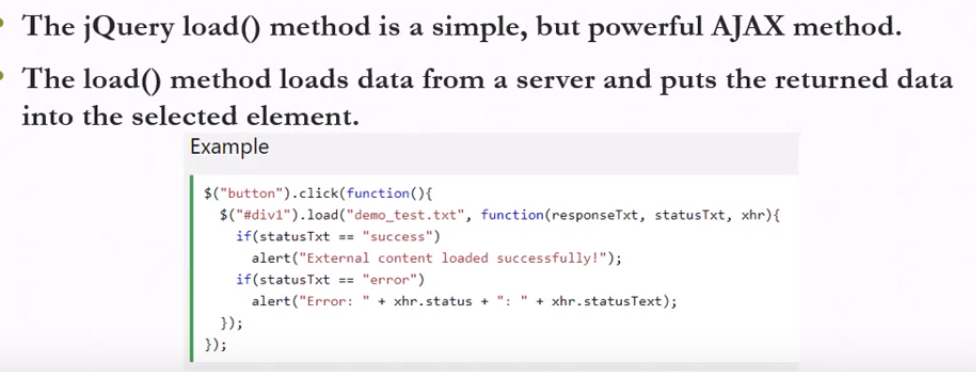 The jQuery load() method is a simple, but powerful AJAX method.
The load() method loads data from a server and puts the returned data
into the selected element.
Example
$("button").click(function(){
  $("#div1").load("demo_test.txt", function(responseTxt, statusTxt, xhr){
    if(statusTxt == "success")
      alert("External content loaded successfully!");
    if(statusTxt == "error")
      alert("Error: " + xhr.status + ": " + xhr.statusText);
  });
});